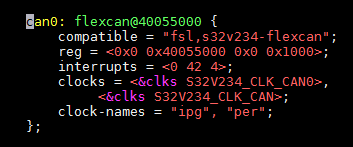 can0: flexcan@40055000 {
compatible = "fsl,s32v234-flexcan";
reg = <0x0 0x40055000 0x0 0x1000>;
interrupts = <0 42 4>;
clocks = <&clks S32V234_CLK_CAN0>,
<&clks S32V234_CLK_CAN>;
clock-names = "ipg", "per";
};